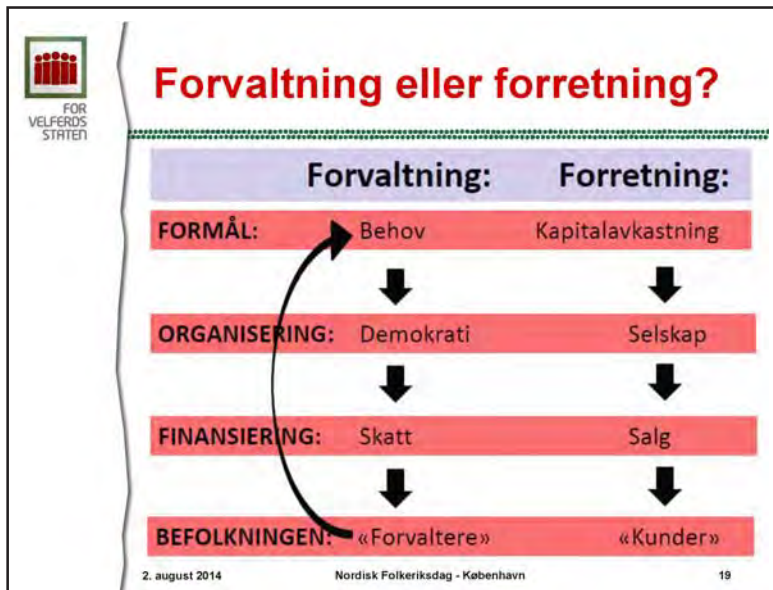 FOR
VELFERDS
STATEN
Forvaltning eller forretning?
Forvaltning: Forretning:
FORMÅL: Behov Kapitalavkastning
ORGANISERING: Demokrati Selskap
FINANSIERING: Skatt Salg
BEFOLKNINGEN: «Forvaltere» «Kunder»
2. august 2014 Nordisk Folkeriksdag - København 19